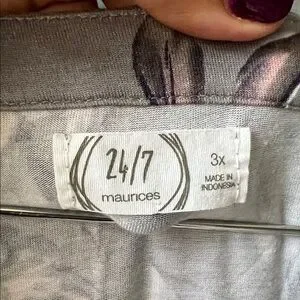 24/7
maurices
3x
MADE IN
INDONESIA